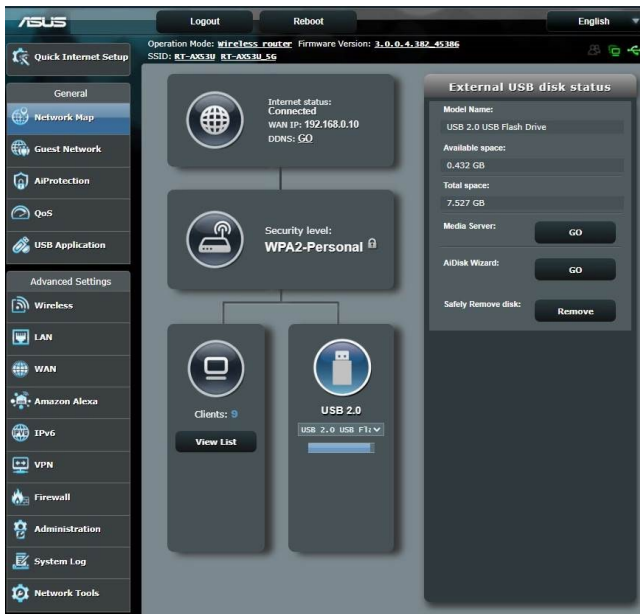 ASUS
Logout
Reboot
English
Quick Internet Setup
Operation Mode: Wireless router Firmware Version: 3.0.0.4.382_45386
SSID: RT-AX53U RT-AX53U_5G
General
Network Map
Guest Network
AiProtection
QoS
USB Application
Advanced Settings
Wireless
LAN
WAN
Amazon Alexa
IPv6
VPN
Firewall
Administration
System Log
Network Tools
Internet status:
Connected
WAN IP: 192.168.0.10
DDNS: GO
Security level:
WPA2-Personal
Clients: 9
View List
USB 2.0
USB 2.0 USB Fl
External USB disk status
Model Name:
USB 2.0 USB Flash Drive
Available space:
0.432 GB
Total space:
7.527 GB
Media Server:
GO
AiDisk Wizard:
GO
Safely Remove disk:
Remove